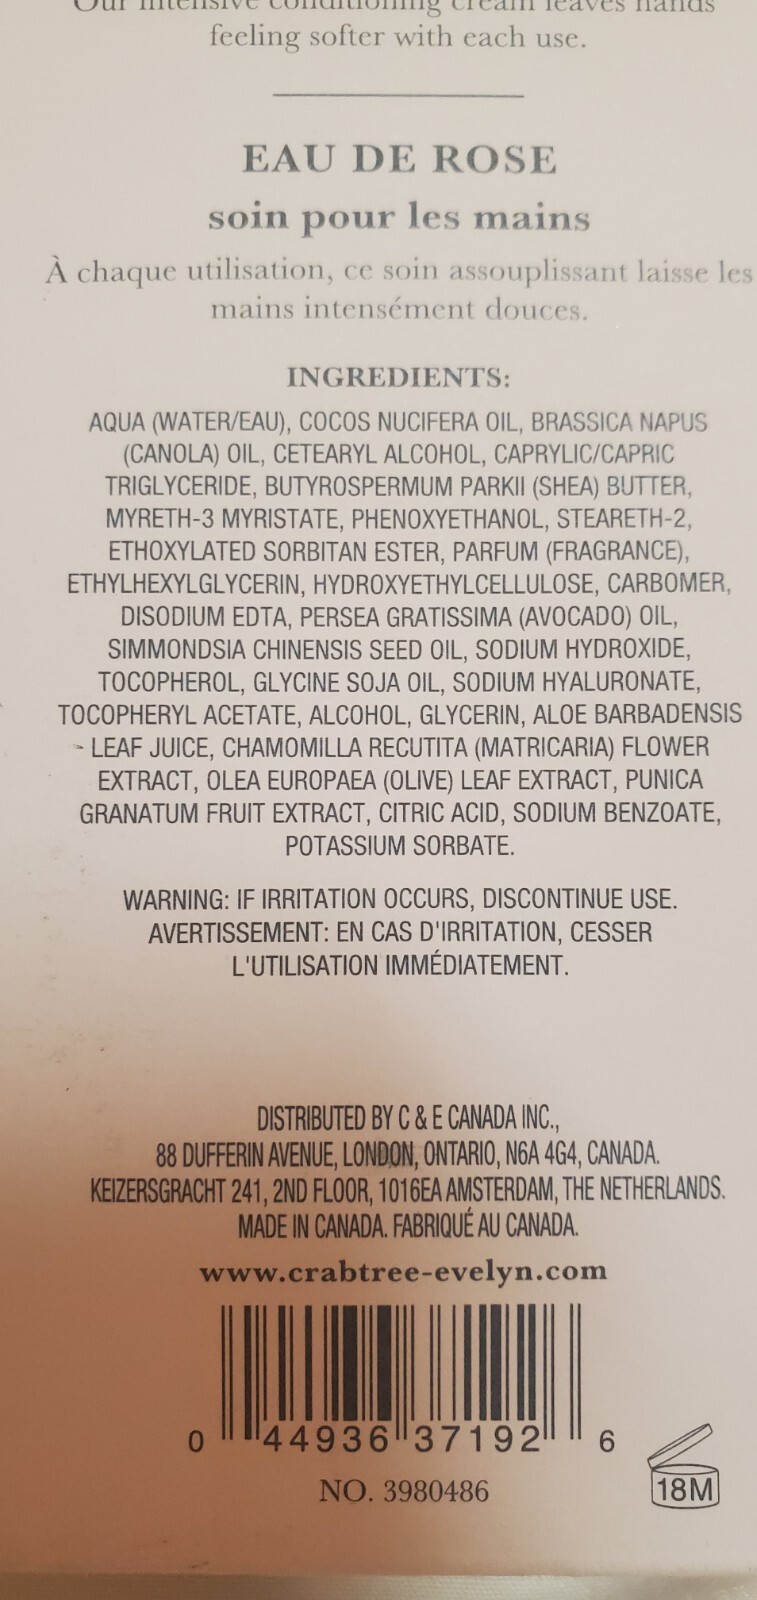 Our intensive conditioning cream leaves hands
feeling softer with each use.
EAU DE ROSE
soin pour les mains
À chaque utilisation, ce soin assouplissant laisse les
mains intensément douces.
INGREDIENTS:
AQUA (WATER/EAU), COCOS NUCIFERA OIL, BRASSICA NAPUS
(CANOLA) OIL, CETEARYL ALCOHOL, CAPRYLIC/CAPRIC
TRIGLYCERIDE, BUTYROSPERMUM PARKII (SHEA) BUTTER,
MYRETH-3 MYRISTATE, PHENOXYETHANOL, STEARETH-2,
ETHOXYLATED SORBITAN ESTER, PARFUM (FRAGRANCE),
ETHYLHEXYLGLYCERIN, HYDROXYETHYLCELLULOSE, CARBOMER,
DISODIUM EDTA, PERSEA GRATISSIMA (AVOCADO) OIL,
SIMMONDSIA CHINENSIS SEED OIL, SODIUM HYDROXIDE,
TOCOPHEROL, GLYCINE SOJA OIL, SODIUM HYALURONATE,
TOCOPHERYL ACETATE, ALCOHOL, GLYCERIN, ALOE BARBADENSIS
LEAF JUICE, CHAMOMILLA RECUTITA (MATRICARIA) FLOWER
EXTRACT, OLEA EUROPAEA (OLIVE) LEAF EXTRACT, PUNICA
GRANATUM FRUIT EXTRACT, CITRIC ACID, SODIUM BENZOATE,
POTASSIUM SORBATE.
WARNING: IF IRRITATION OCCURS, DISCONTINUE USE.
AVERTISSEMENT: EN CAS D'IRRITATION, CESSER
L'UTILISATION IMMÉDIATEMENT.
DISTRIBUTED BY C & E CANADA INC.,
88 DUFFERIN AVENUE, LONDON, ONTARIO, N6A 4G4, CANADA.
KEIZERSGRACHT 241, 2ND FLOOR, 1016EA AMSTERDAM, THE NETHERLANDS.
MADE IN CANADA. FABRIQUÉ AU CANADA.
www.crabtree-evelyn.com
0 44936 37192 6
NO. 3980486
18M